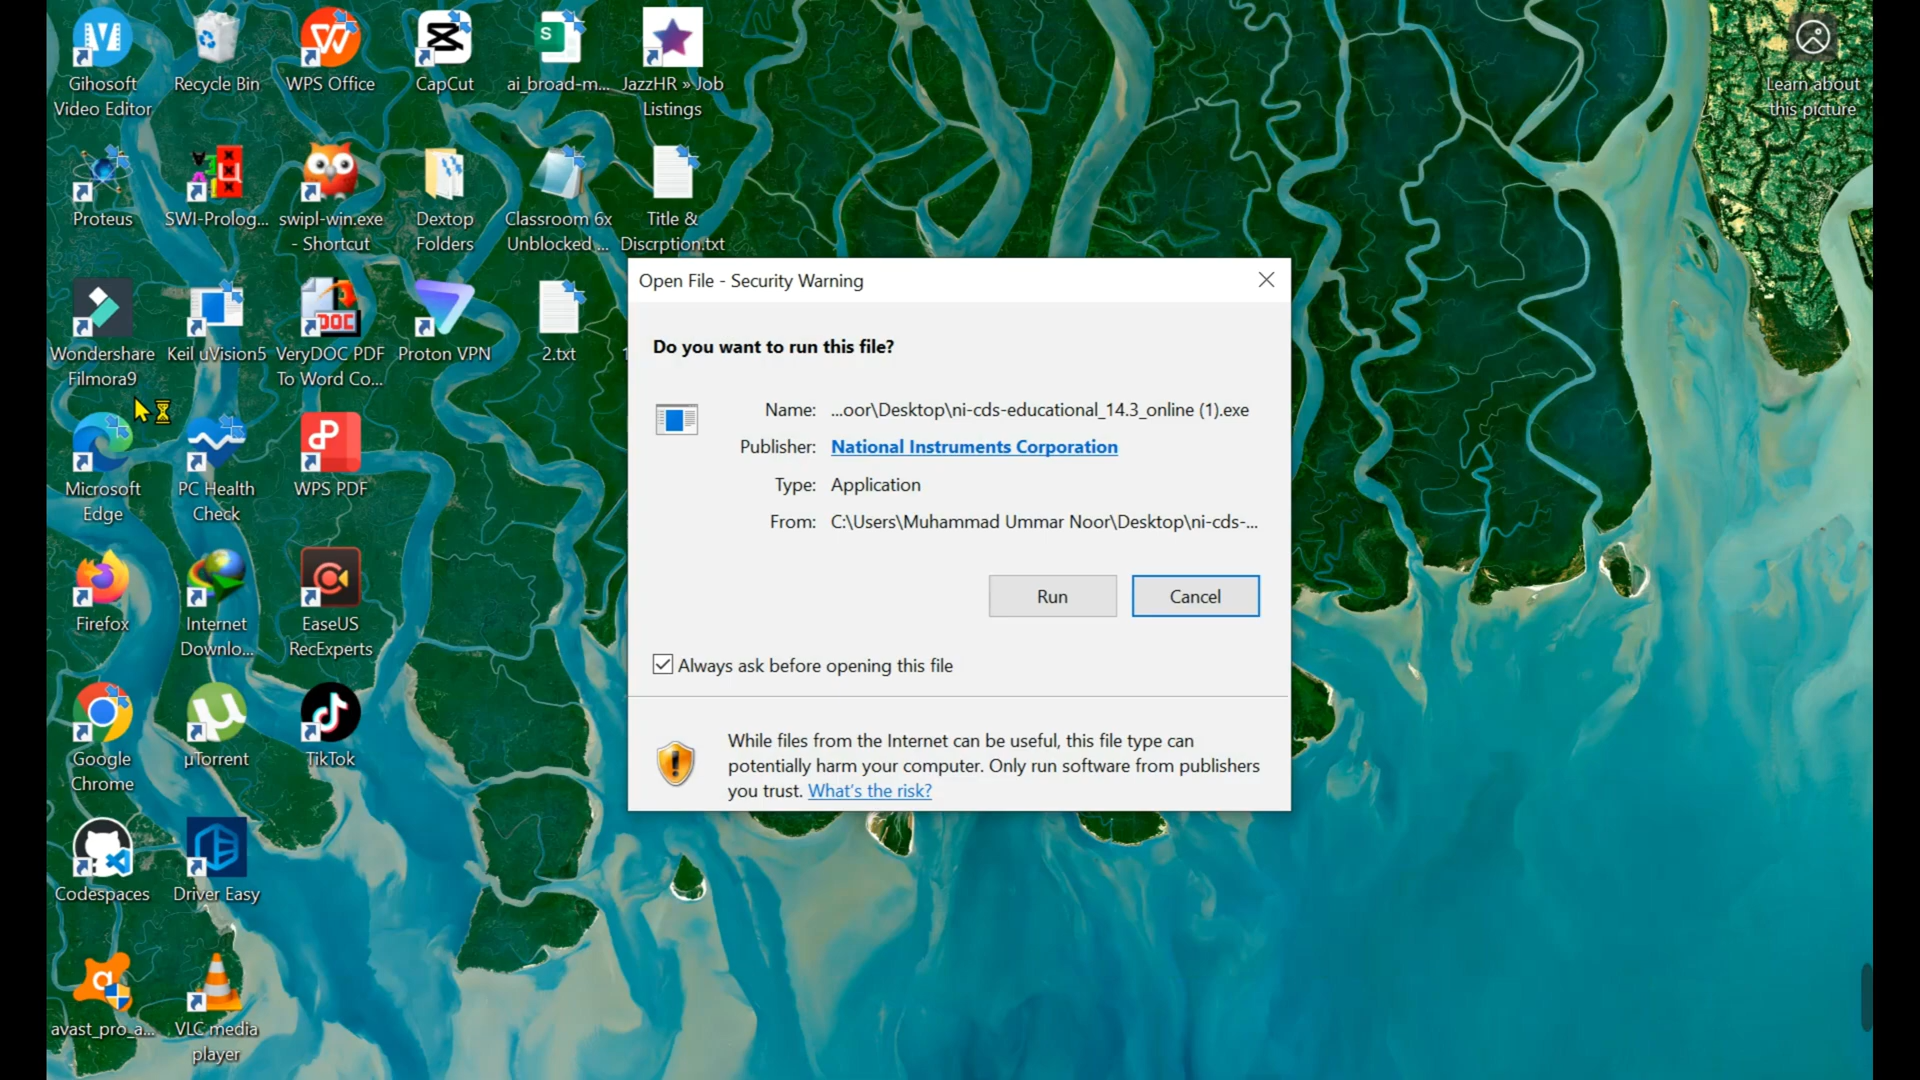 Gihosoft
Video Editor
Recycle Bin
WPS Office
CapCut
ai_broad-m...
JazzHR » Job
Listings
Learn about
this picture
Proteus
SWI-Prolog...
swipl-win.exe
- Shortcut
Dextop
Folders
Classroom 6x
Unblocked ...
Title &
Discrption.txt
Wondershare
Filmora9
Keil uVision5
VeryDOC PDF
To Word Co...
DOC
Proton VPN
2.txt
Microsoft
Edge
PC Health
Check
WPS PDF
Firefox
Internet
Downlo...
EaseUS
RecExperts
Google
Chrome
µTorrent
TikTok
Codespaces
Driver Easy
avast_pro_a...
VLC media
player
Open File - Security Warning
Do you want to run this file?
Name: ...oor\Desktop\ni-cds-educational_14.3_online (1).exe
Publisher: National Instruments Corporation
Type: Application
From: C:\Users\Muhammad Ummar Noor\Desktop\ni-cds-...
Run
Cancel
Always ask before opening this file
While files from the Internet can be useful, this file type can
potentially harm your computer. Only run software from publishers
you trust. What's the risk?